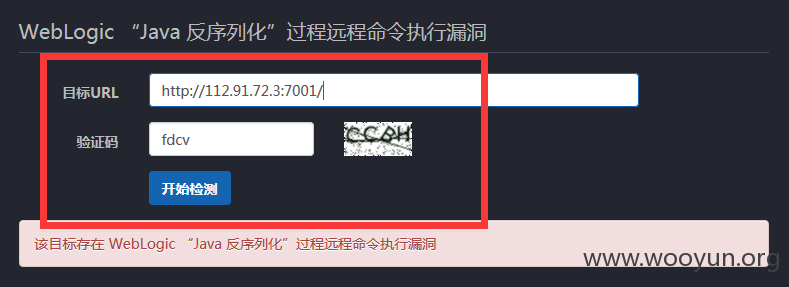 WebLogic “Java 反序列化”过程远程命令执行漏洞
目标URL http://112.91.72.3:7001/
验证码 fdcv CCBH
开始检测
该目标存在 WebLogic “Java 反序列化”过程远程命令执行漏洞
www.wooyun.org